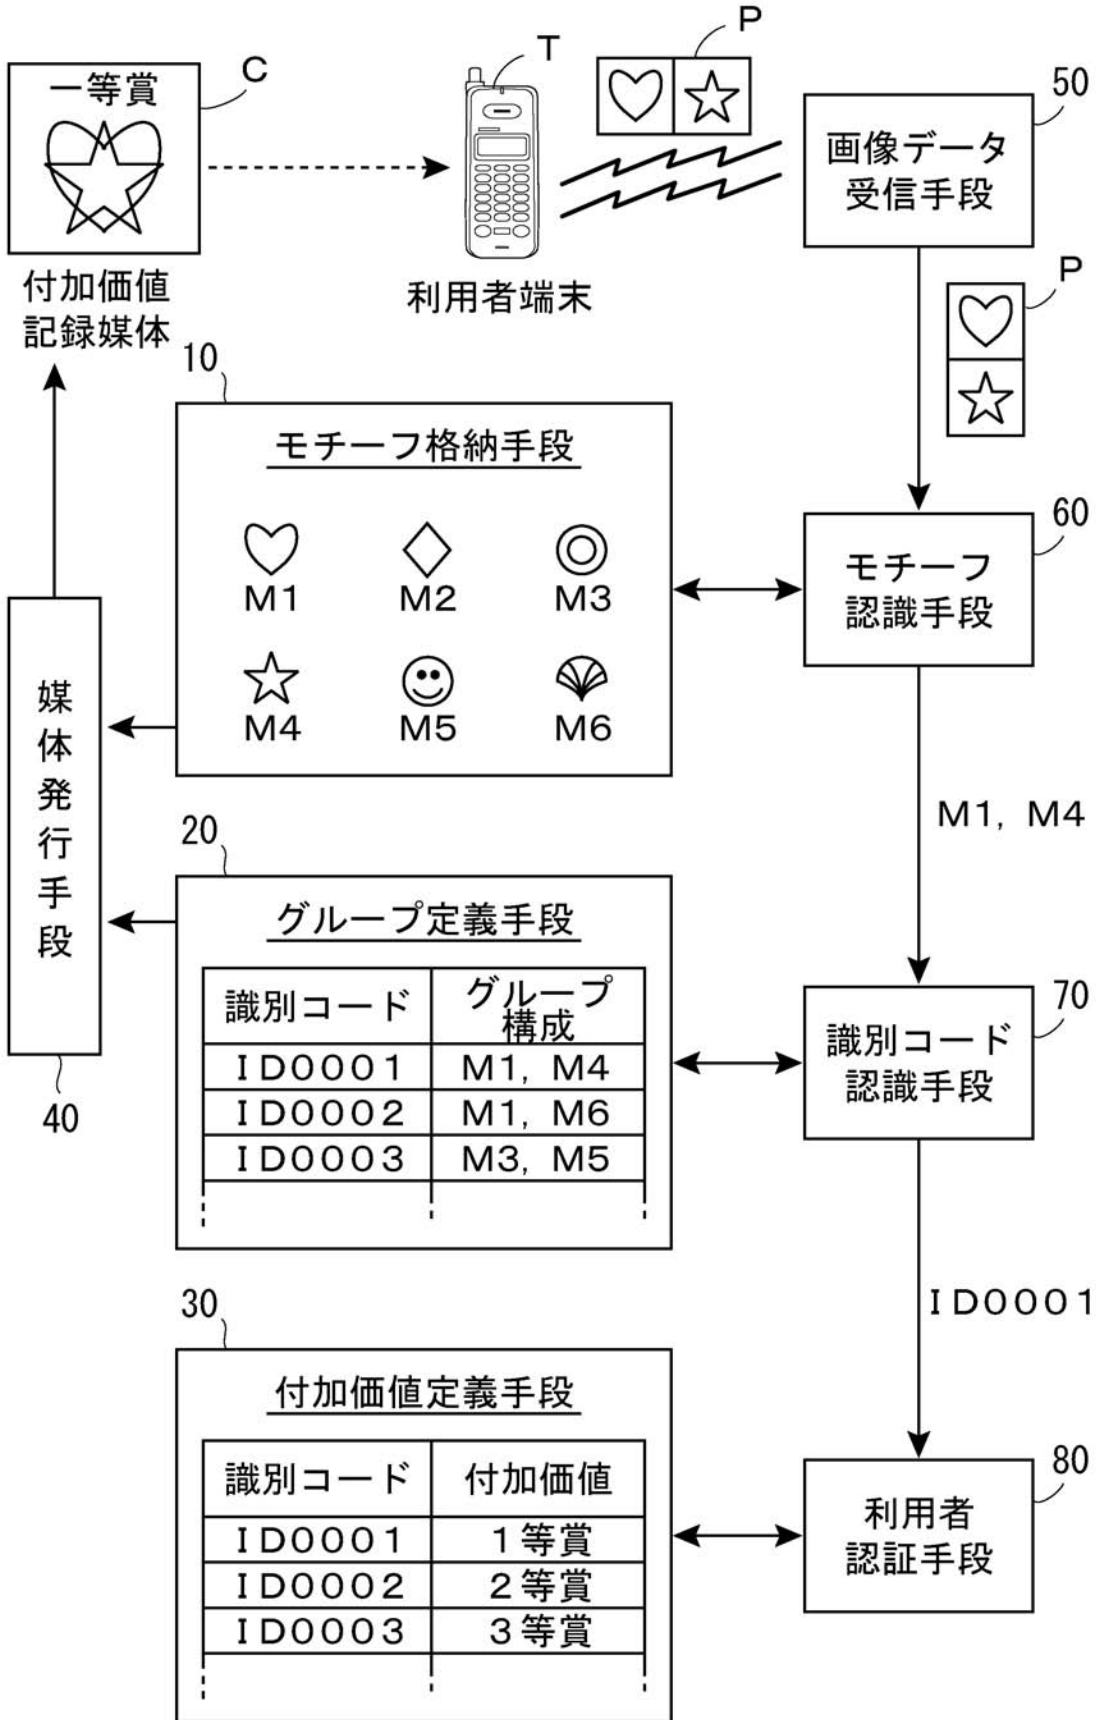 一等賞
C
付加価値
記録媒体
T
利用者端末
P
50
画像データ
受信手段
P
10
モチーフ格納手段
M1 M2 M3
M4 M5 M6
60
モチーフ
認識手段
媒体発行手段
40
M1, M4
20
グループ定義手段
識別コード グループ
構成
ID0001 M1, M4
ID0002 M1, M6
ID0003 M3, M5
70
識別コード
認識手段
ID0001
30
付加価値定義手段
識別コード 付加価値
ID0001 1等賞
ID0002 2等賞
ID0003 3等賞
80
利用者
認証手段